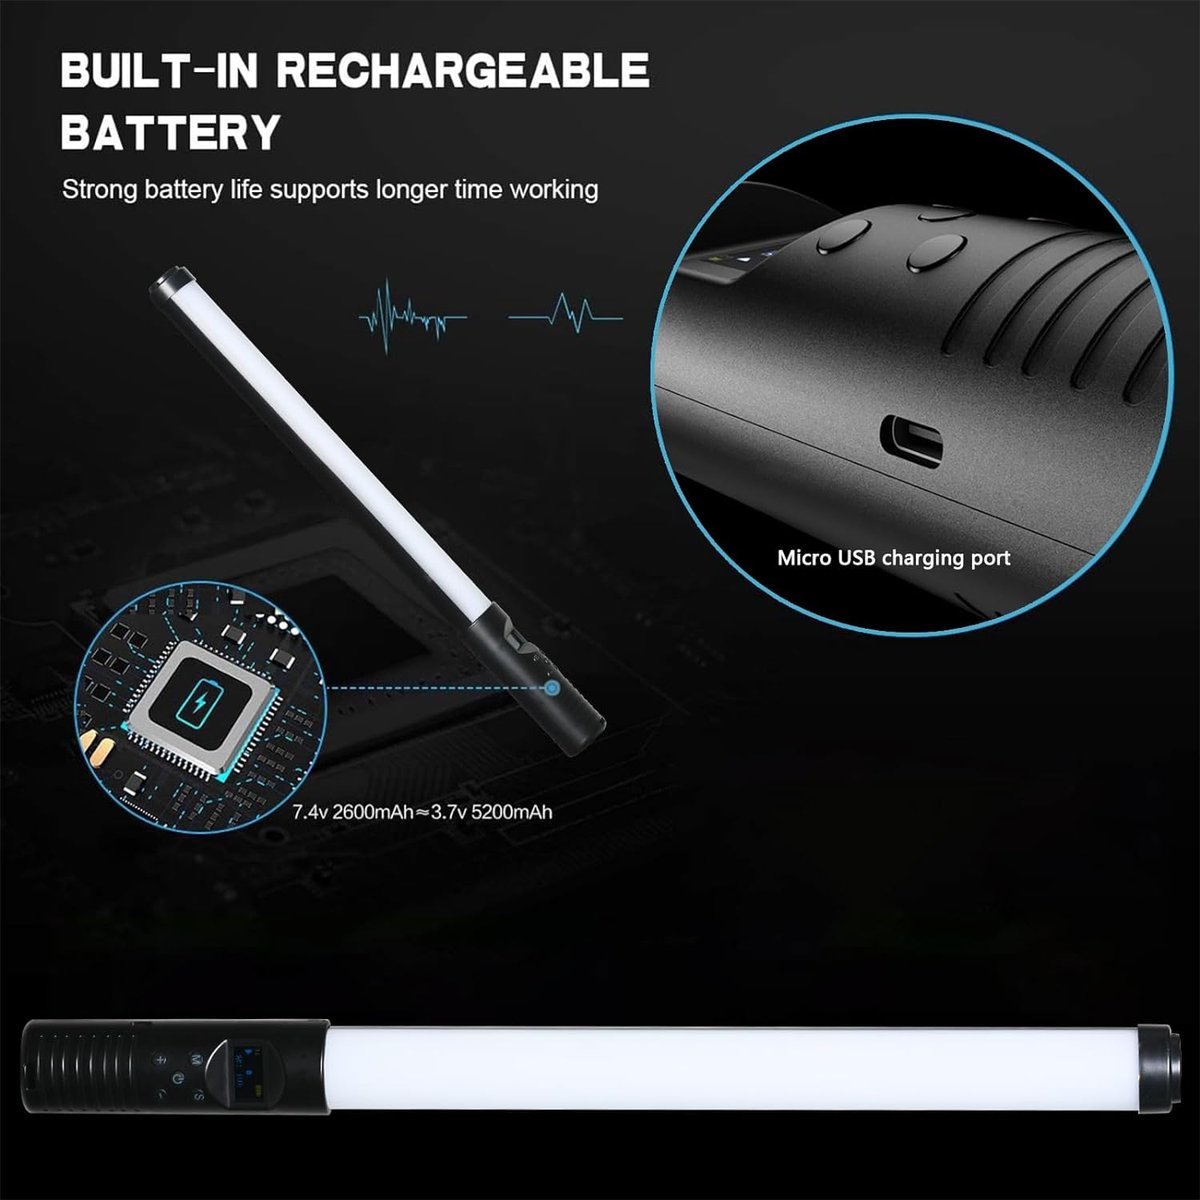 BUILT-IN RECHARGEABLE
BATTERY
Strong battery life supports longer time working
Micro USB charging port
7.4v 2600mAh≈3.7v 5200mAh
M
S